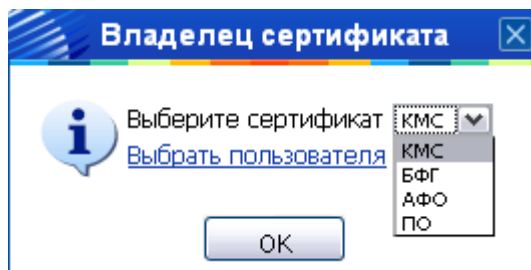 Владелец сертификата
Выберите сертификат КМС
Выбрать пользователя
КМС
БФГ
АФО
ПО
OK